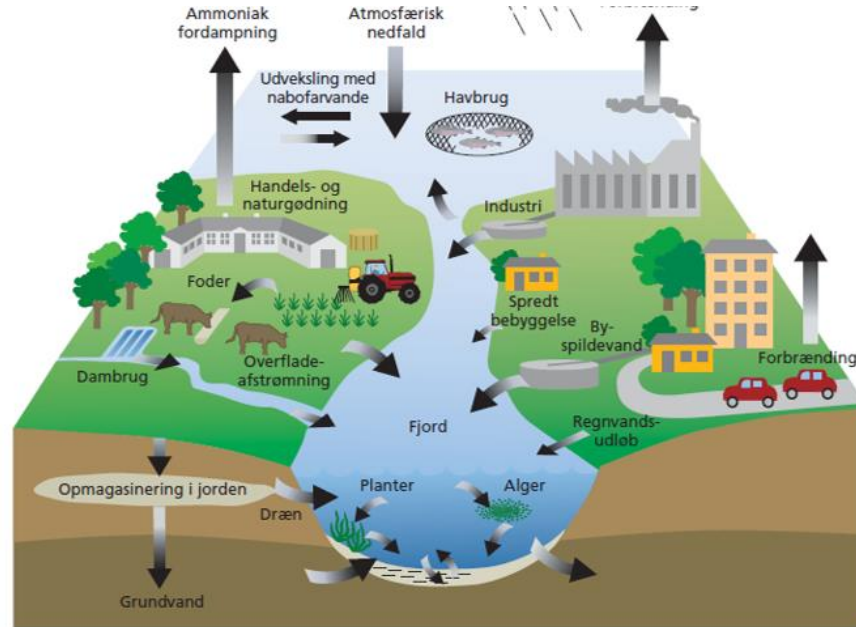 Ammoniak
fordampning
Atmosfærisk
nedfald
Udveksling med
nabofarvande
Havbrug
Handels- og
naturgødning
Industri
Foder
Spredt
bebyggelse
By-
spildevand
Forbrænding
Dambrug
Overflade-
afstrømning
Fjord
Regnvands-
udløb
Opmagasinering i jorden
Planter
Alger
Dræn
Grundvand